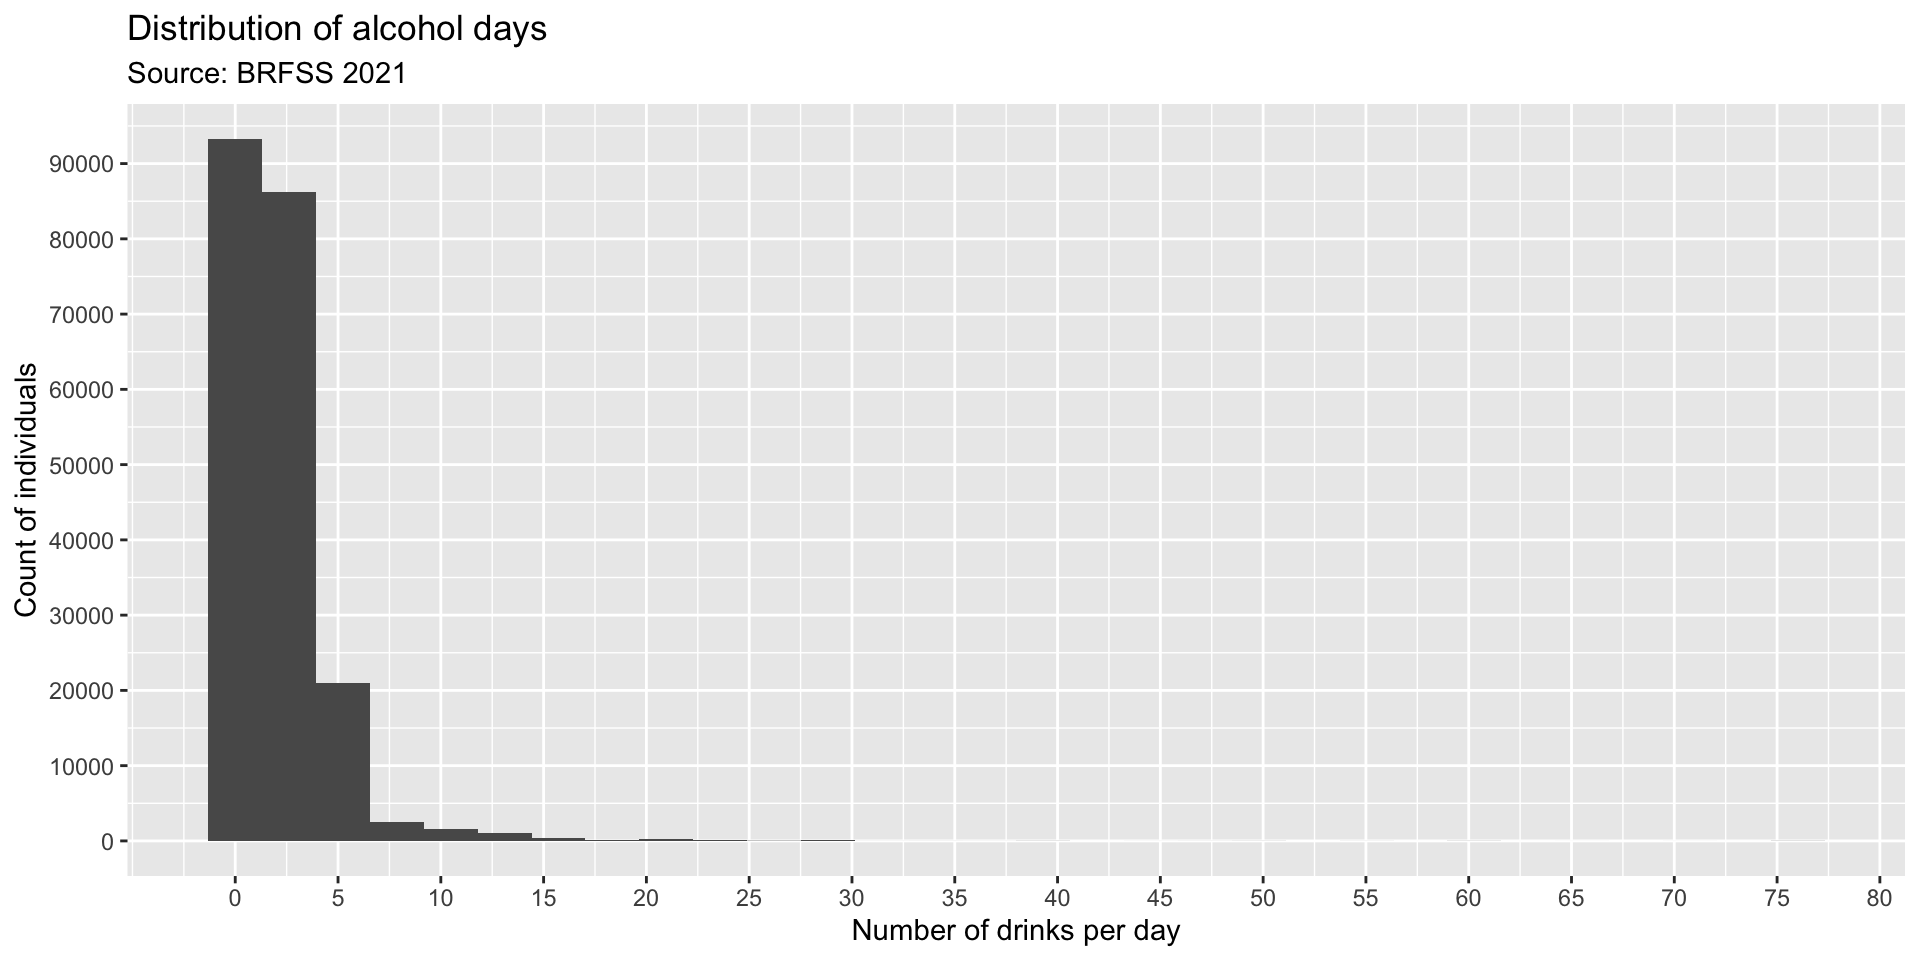 Distribution of alcohol days
Source: BRFSS 2021
Count of individuals
90000
80000
70000
60000
50000
40000
30000
20000
10000
0
0 5 10 15 20 25 30 35 40 45 50 55 60 65 70 75 80
Number of drinks per day